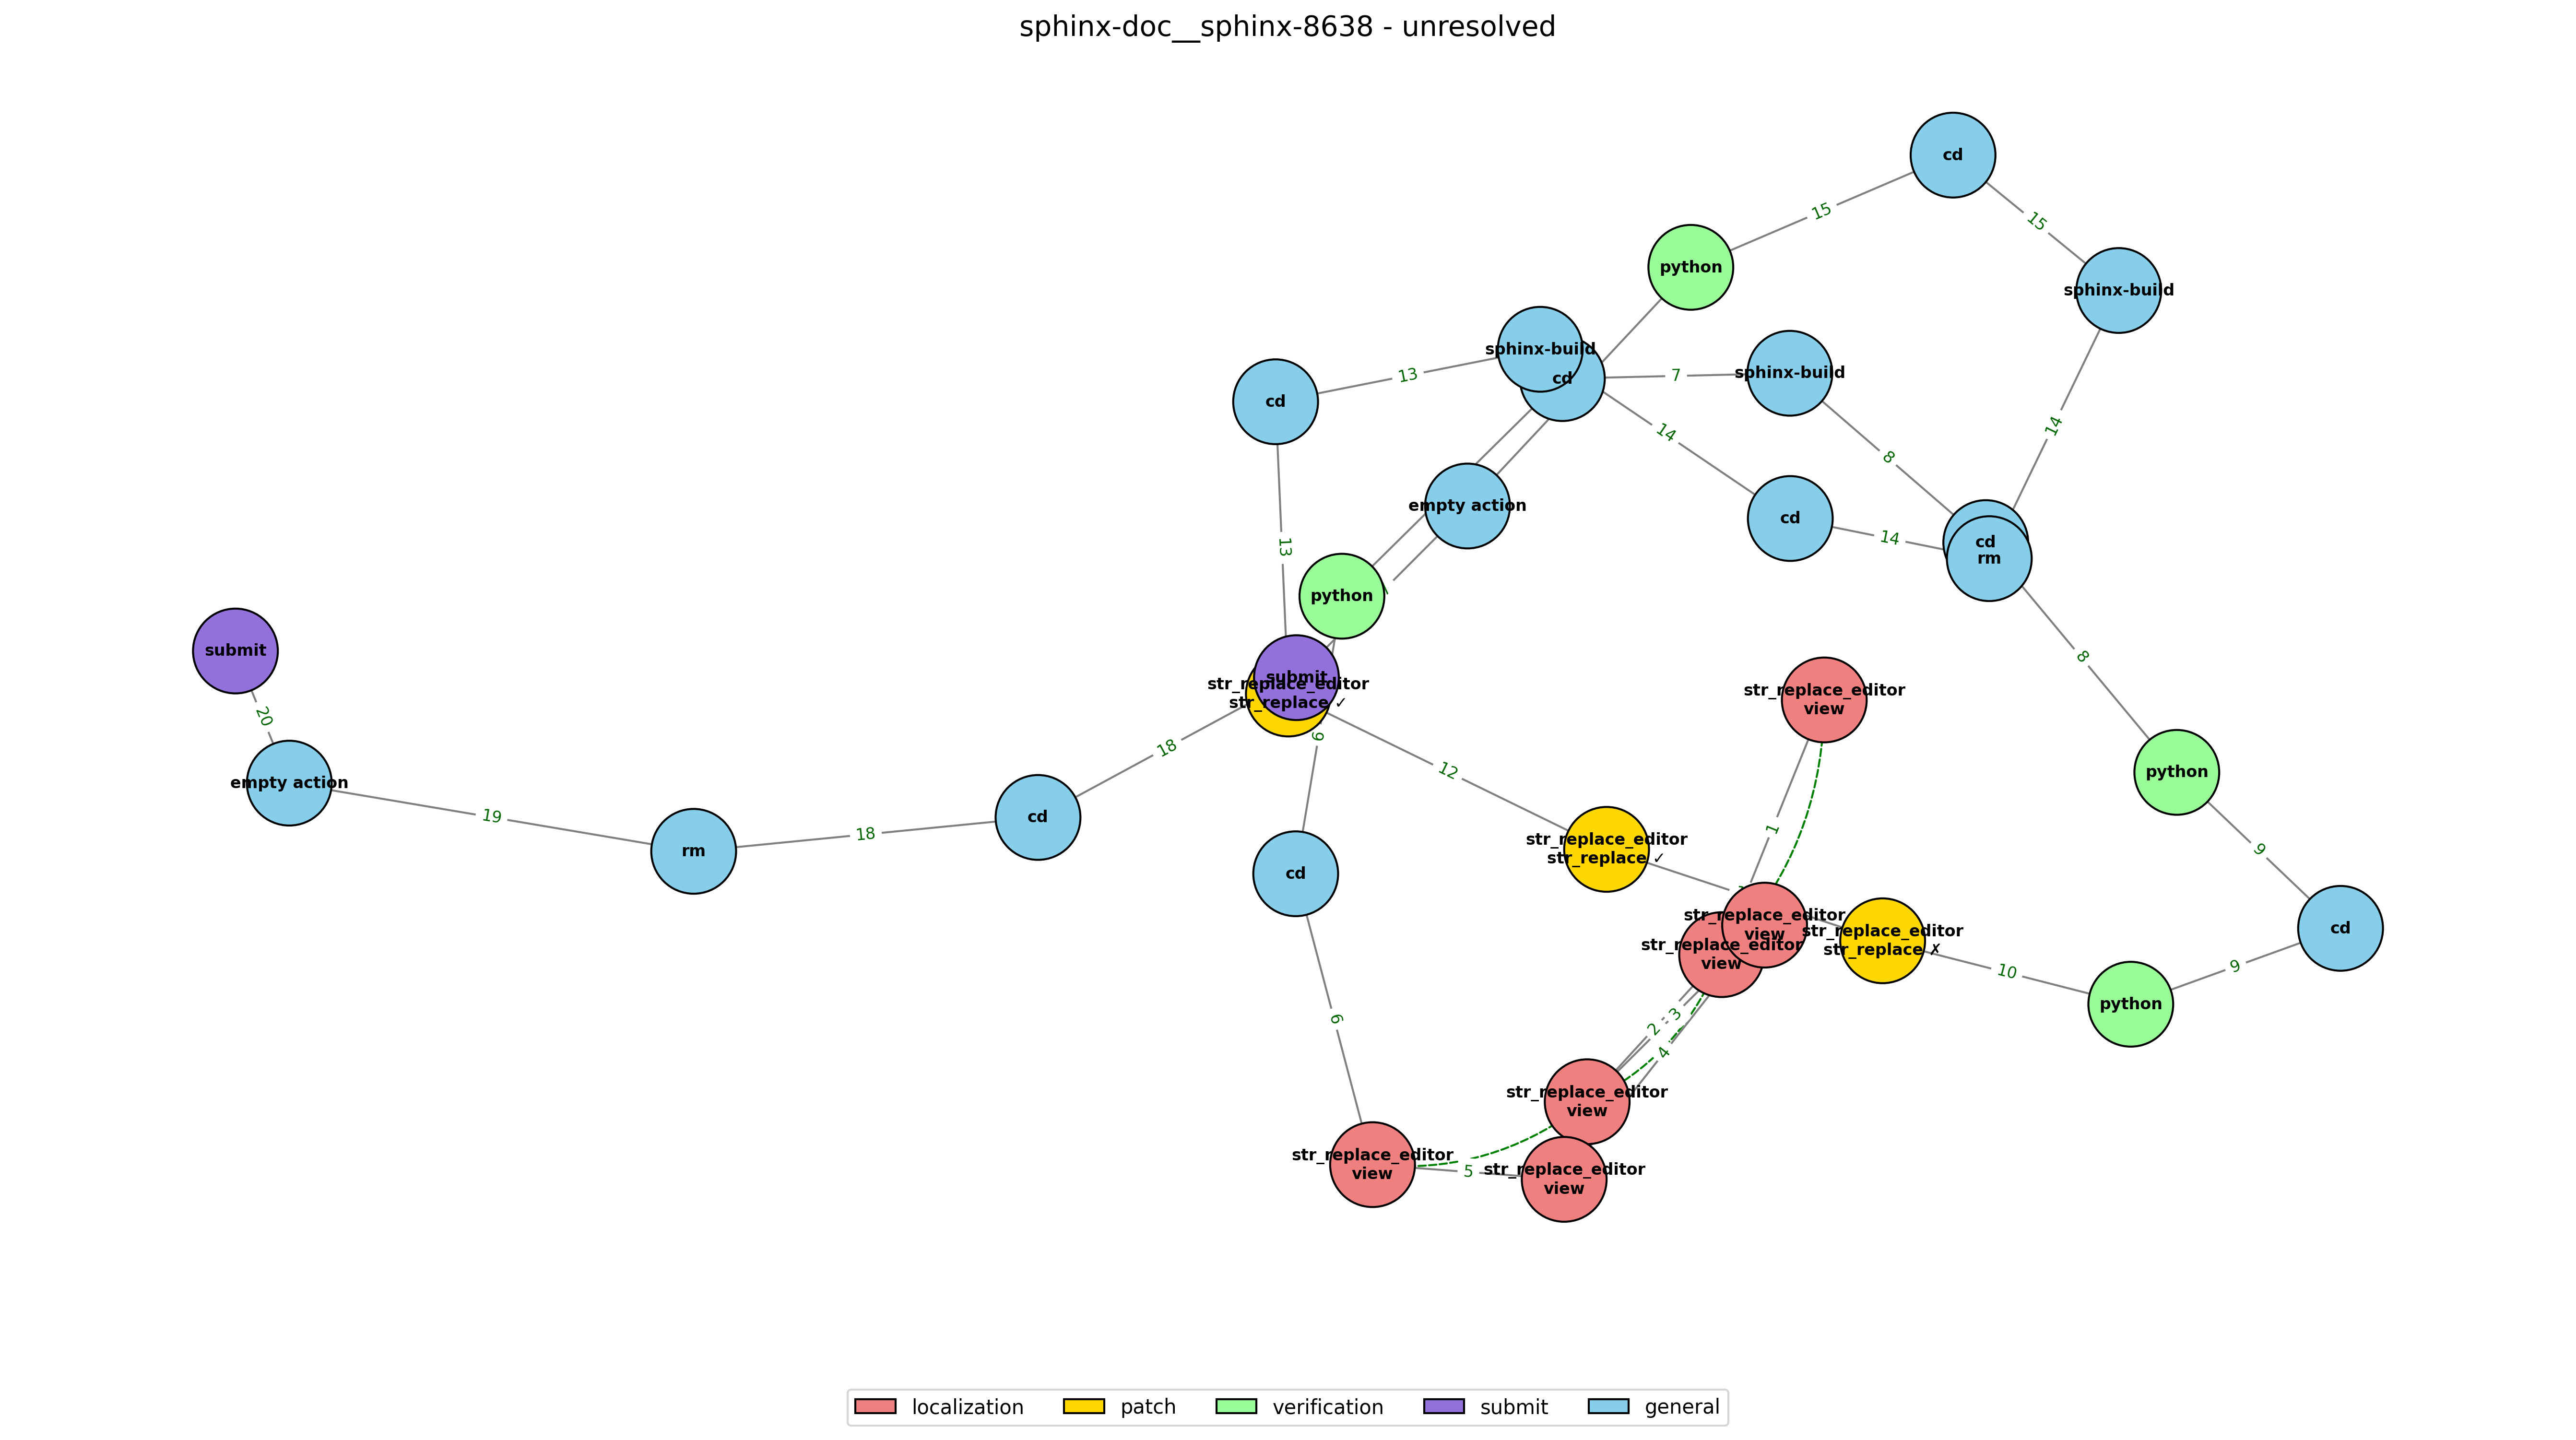 sphinx-doc__sphinx-8638 - unresolved
cd
15
15
python
sphinx-build
sphinx-build
cd
7
sphinx-build
13
cd
14
14
8
empty action
cd
14
cd
rm
13
python
8
submit
submit
str_replace_editor
str_replace ✓
str_replace_editor
view
20
9
18
12
python
empty action
19
rm
18
cd
1
str_replace_editor
str_replace ✓
9
cd
str_replace_editor
view
str_replace_editor
view
str_replace_editor
str_replace ✗
cd
10
9
python
6
2
3
4
str_replace_editor
view
str_replace_editor
view
5
str_replace_editor
view
localization
patch
verification
submit
general